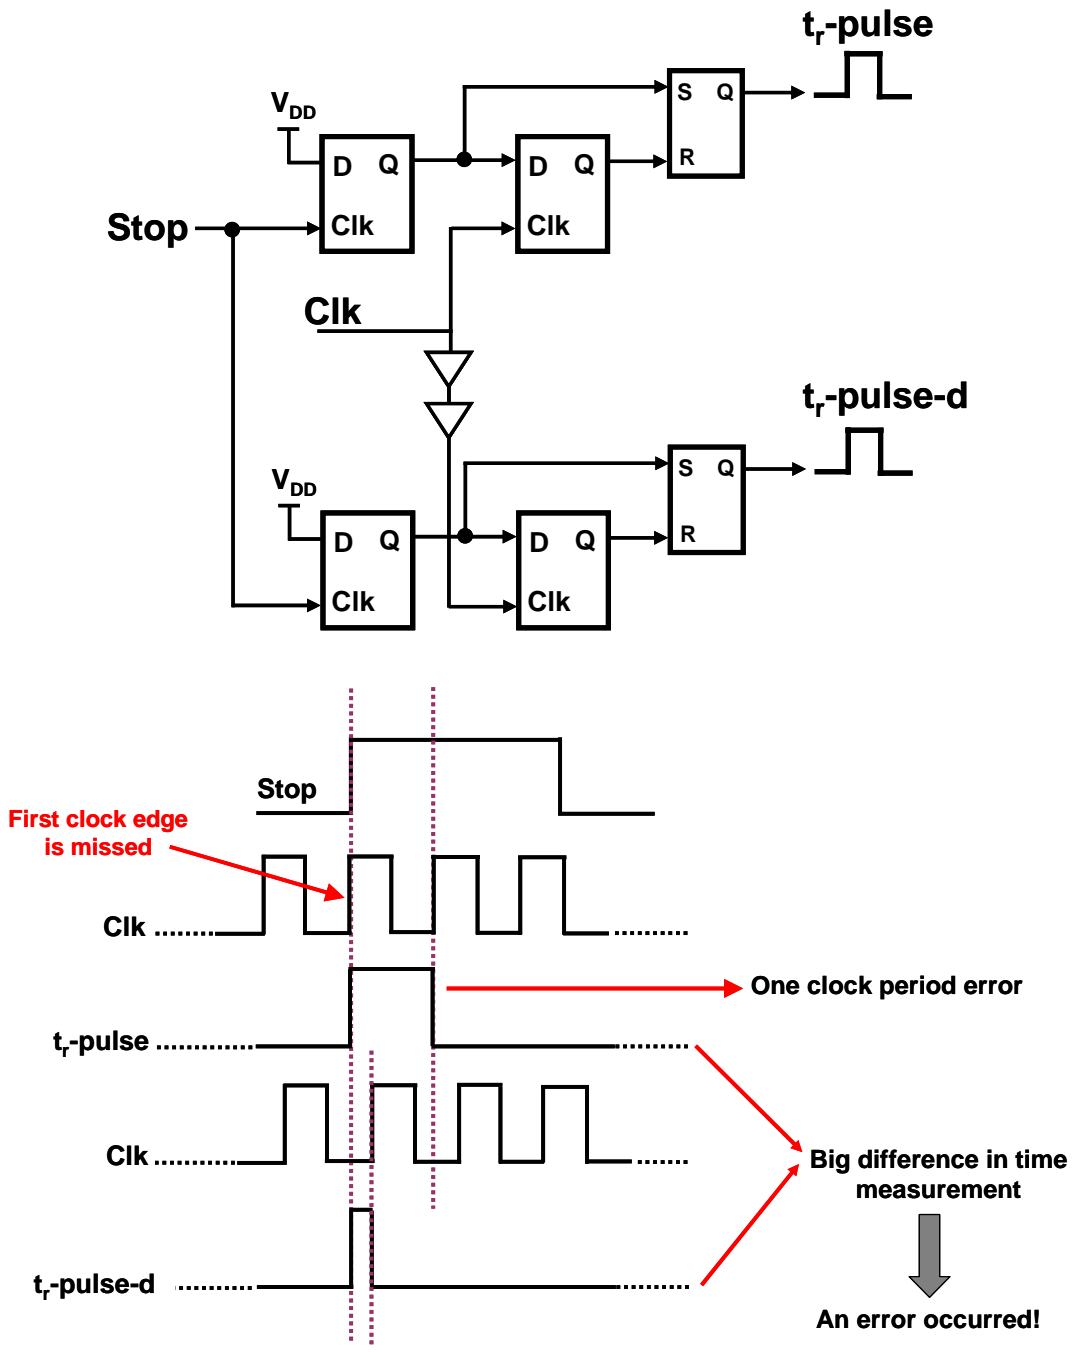 tr-pulse
S Q
R
VDD
D Q
Clk
D Q
Clk
Stop
Clk
tr-pulse-d
S Q
R
VDD
D Q
Clk
D Q
Clk
Stop
First clock edge
is missed
Clk
One clock period error
tr-pulse
Clk
Big difference in time
measurement
tr-pulse-d
An error occurred!